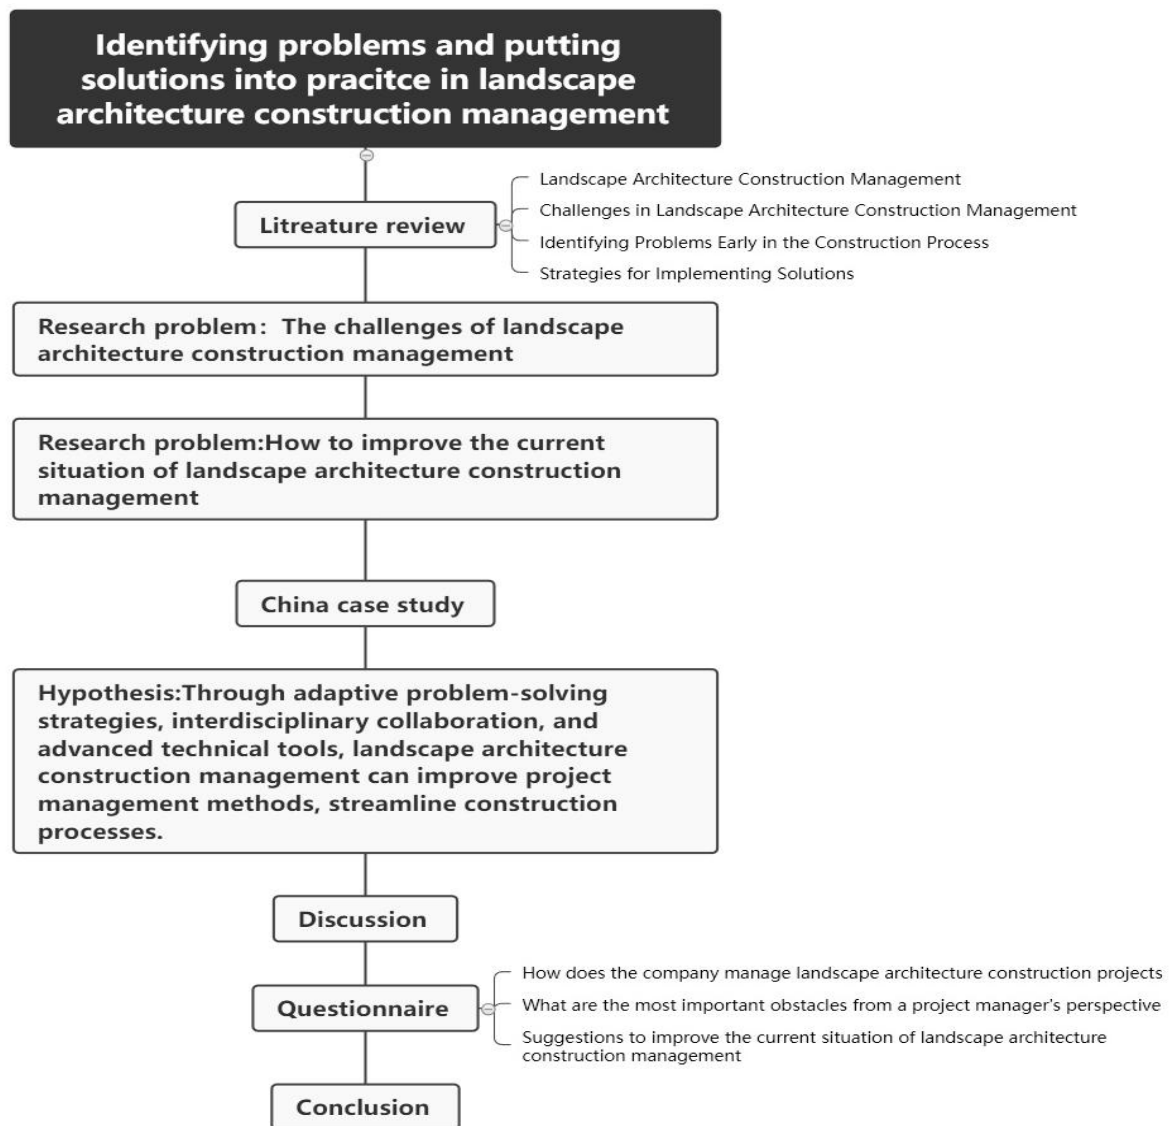 Identifying problems and putting
solutions into pracitce in landscape
architecture construction management
Litreature review
Landscape Architecture Construction Management
Challenges in Landscape Architecture Construction Management
Identifying Problems Early in the Construction Process
Strategies for Implementing Solutions
Research problem：The challenges of landscape
architecture construction management
Research problem:How to improve the current
situation of landscape architecture construction
management
China case study
Hypothesis:Through adaptive problem-solving
strategies, interdisciplinary collaboration, and
advanced technical tools, landscape architecture
construction management can improve project
management methods, streamline construction
processes.
Discussion
Questionnaire
How does the company manage landscape architecture construction projects
What are the most important obstacles from a project manager's perspective
Suggestions to improve the current situation of landscape architecture
construction management
Conclusion